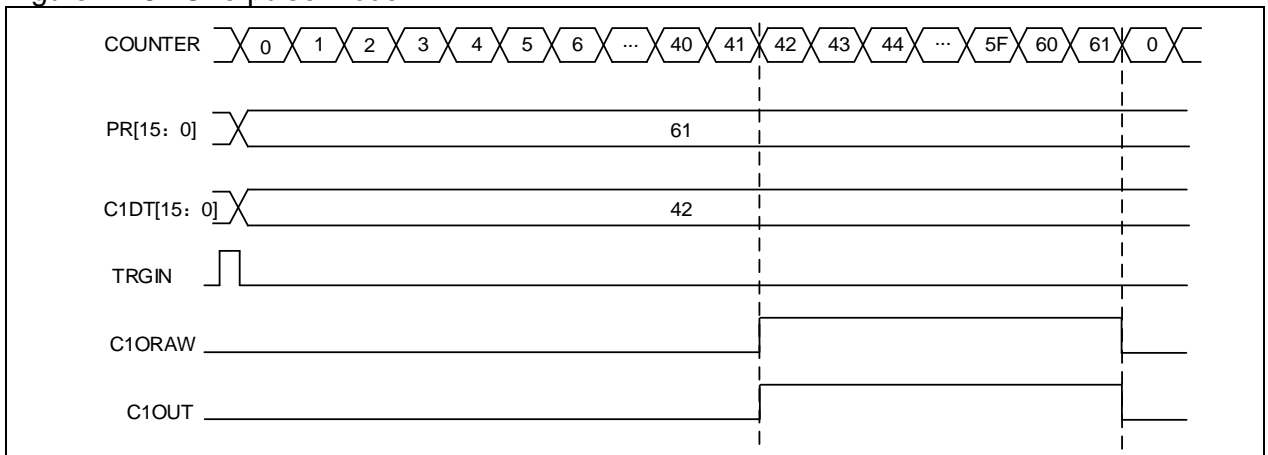 COUNTER 0 1 2 3 4 5 6 ... 40 41 42 43 44 ... 5F 60 61 0
PR[15：0] 61
C1DT[15：0] 42
TRGIN
C1ORAW
C1OUT